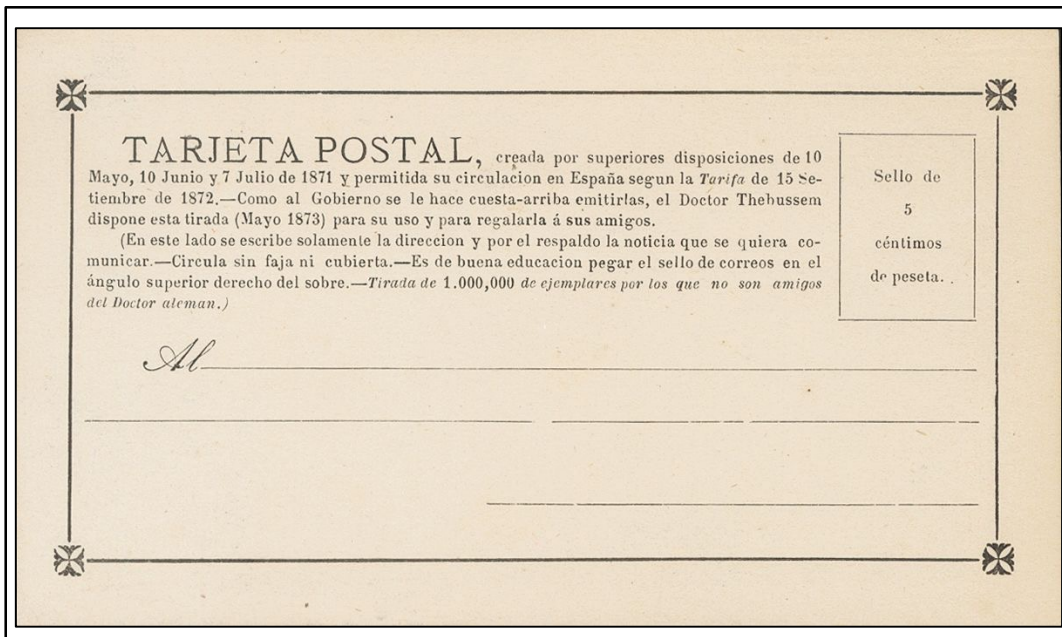 TARJETA POSTAL, creada por superiores disposiciones de 10
Mayo, 10 Junio y 7 Julio de 1871 y permitida su circulacion en España segun la Tarifa de 15 Se-
tiembre de 1872.—Como al Gobierno se le hace cuesta-arriba emitirlas, el Doctor Thebussem
dispone esta tirada (Mayo 1873) para su uso y para regalarla á sus amigos.
(En este lado se escribe solamente la direccion y por el respaldo la noticia que se quiera co-
municar.—Circula sin faja ni cubierta.—Es de buena educacion pegar el sello de correos en el
ángulo superior derecho del sobre.—Tirada de 1.000,000 de ejemplares por los que no son amigos
del Doctor aleman.)
Sello de
5
céntimos
de peseta.
Al